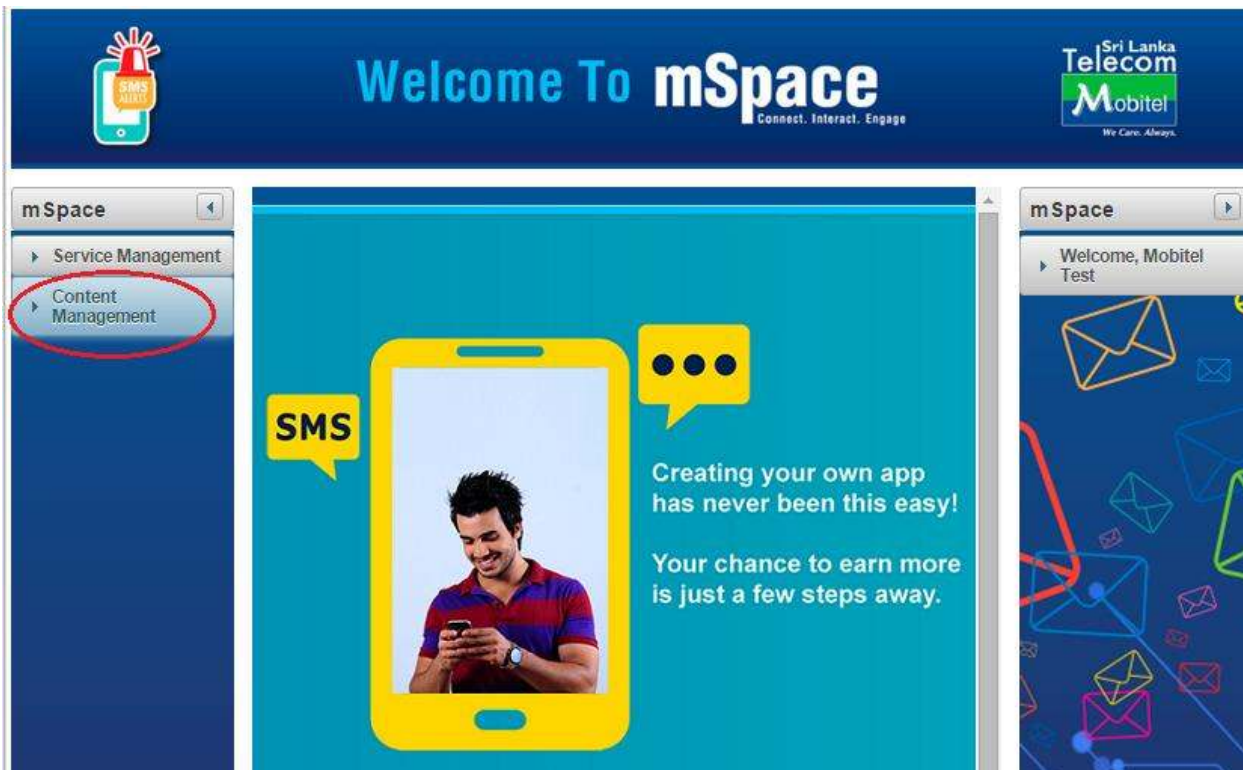 SMS
ALERTS
Welcome To mSpace
Connect. Interact. Engage
Sri Lanka
Telecom
Mobitel
We Care. Always.
mSpace
Service Management
Content
Management
SMS
Creating your own app
has never been this easy!
Your chance to earn more
is just a few steps away.
mSpace
Welcome, Mobitel
Test